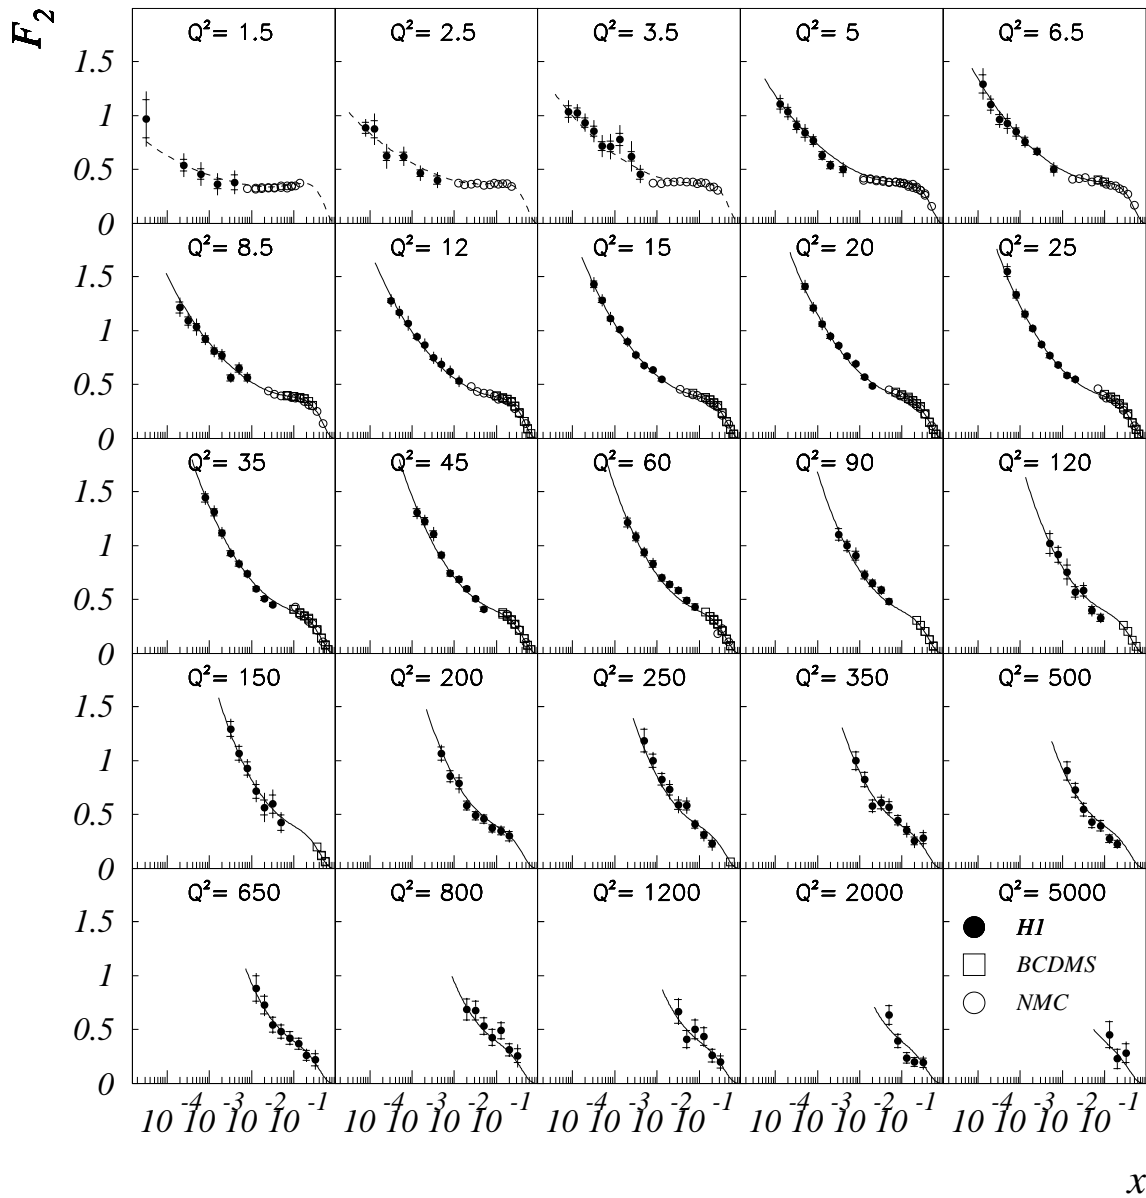 F₂
Q²= 1.5 Q²= 2.5 Q²= 3.5 Q²= 5 Q²= 6.5
1.5
1
0.5
0
Q²= 8.5 Q²= 12 Q²= 15 Q²= 20 Q²= 25
1.5
1
0.5
0
Q²= 35 Q²= 45 Q²= 60 Q²= 90 Q²= 120
1.5
1
0.5
0
Q²= 150 Q²= 200 Q²= 250 Q²= 350 Q²= 500
1.5
1
0.5
0
Q²= 650 Q²= 800 Q²= 1200 Q²= 2000 Q²= 5000
1.5
H1
1
BCDMS
NMC
0.5
0
-4 -3 -2 -1 -4 -3 -2 -1 -4 -3 -2 -1 -4 -3 -2 -1 -4 -3 -2 -1
10 10 10 10 10 10 10 10 10 10 10 10 10 10 10 10 10 10 10 10
x